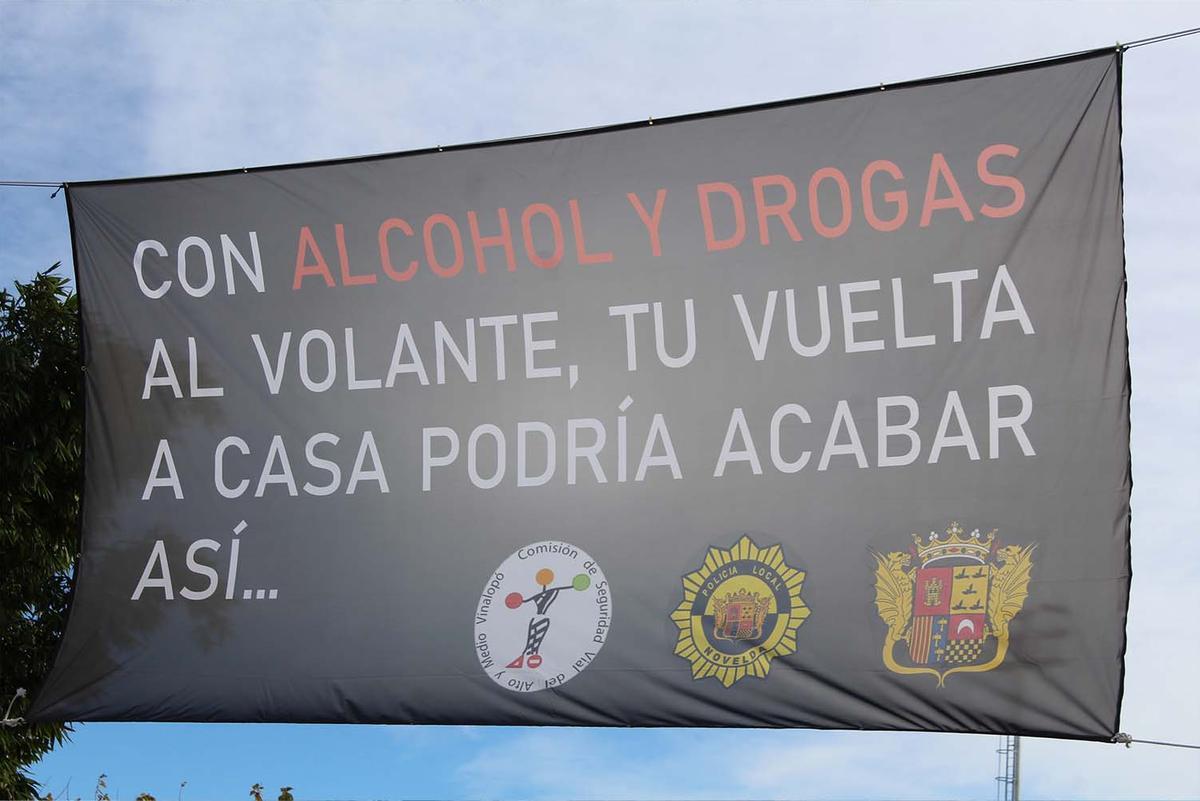 CON ALCOHOL Y DROGAS
AL VOLANTE, TU VUELTA
A CASA PODRÍA ACABAR
ASÍ...
Comisión de Seguridad Vial del Alto y Medio Vinalopó
POLICIA LOCAL
NOVELDA